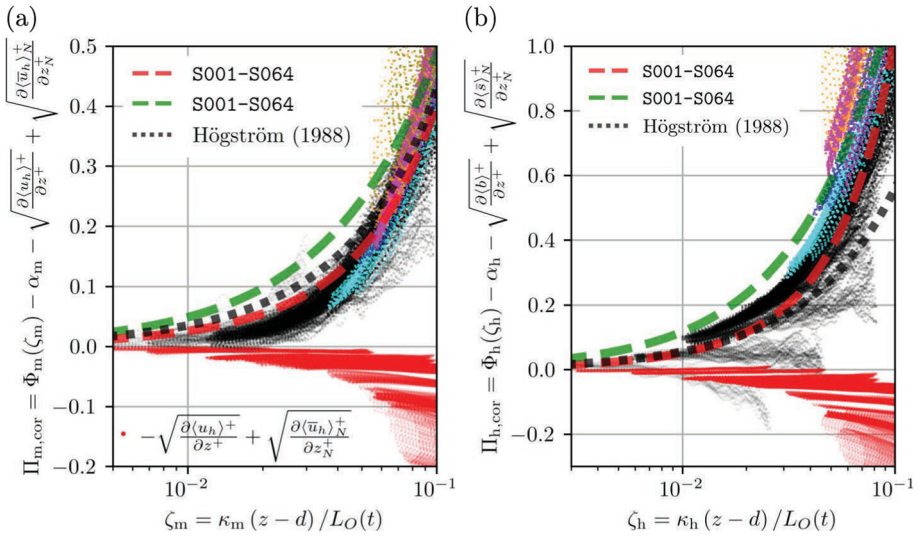 (a)
Π_{m,cor} = Φ_m(ζ_m) − α_m − √(∂⟨u_h⟩⁺/∂z⁺) + √(∂⟨ū_h⟩_N⁺/∂z_N⁺)
0.5
0.4
0.3
0.2
0.1
0.0
−0.1
−0.2
S001−S064
S001−S064
Högström (1988)
− √(∂⟨u_h⟩⁺/∂z⁺) + √(∂⟨ū_h⟩_N⁺/∂z_N⁺)
10⁻² 10⁻¹
ζ_m = κ_m (z − d) /L_O(t)
(b)
Π_{h,cor} = Φ_h(ζ_h) − α_h − √(∂⟨b⟩⁺/∂z⁺) + √(∂⟨s̄⟩_N⁺/∂z_N⁺)
1.0
0.8
0.6
0.4
0.2
0.0
−0.2
S001−S064
S001−S064
Högström (1988)
10⁻² 10⁻¹
ζ_h = κ_h (z − d) /L_O(t)